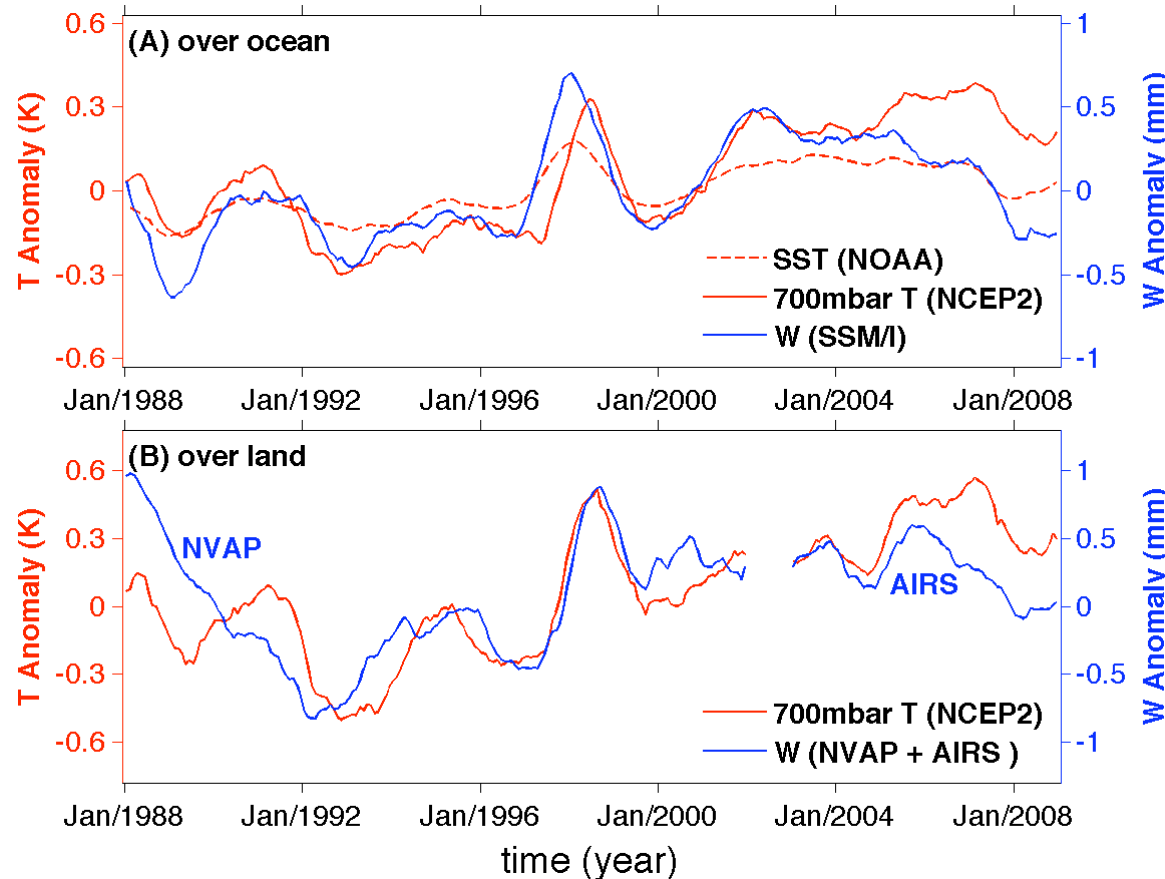 (A) over ocean
T Anomaly (K)
0.6
0.3
0
-0.3
-0.6
W Anomaly (mm)
1
0.5
0
-0.5
-1
SST (NOAA)
700mbar T (NCEP2)
W (SSM/I)
Jan/1988 Jan/1992 Jan/1996 Jan/2000 Jan/2004 Jan/2008
(B) over land
T Anomaly (K)
0.6
0.3
0
-0.3
-0.6
W Anomaly (mm)
1
0.5
0
-0.5
-1
NVAP
AIRS
700mbar T (NCEP2)
W (NVAP + AIRS )
Jan/1988 Jan/1992 Jan/1996 Jan/2000 Jan/2004 Jan/2008
time (year)